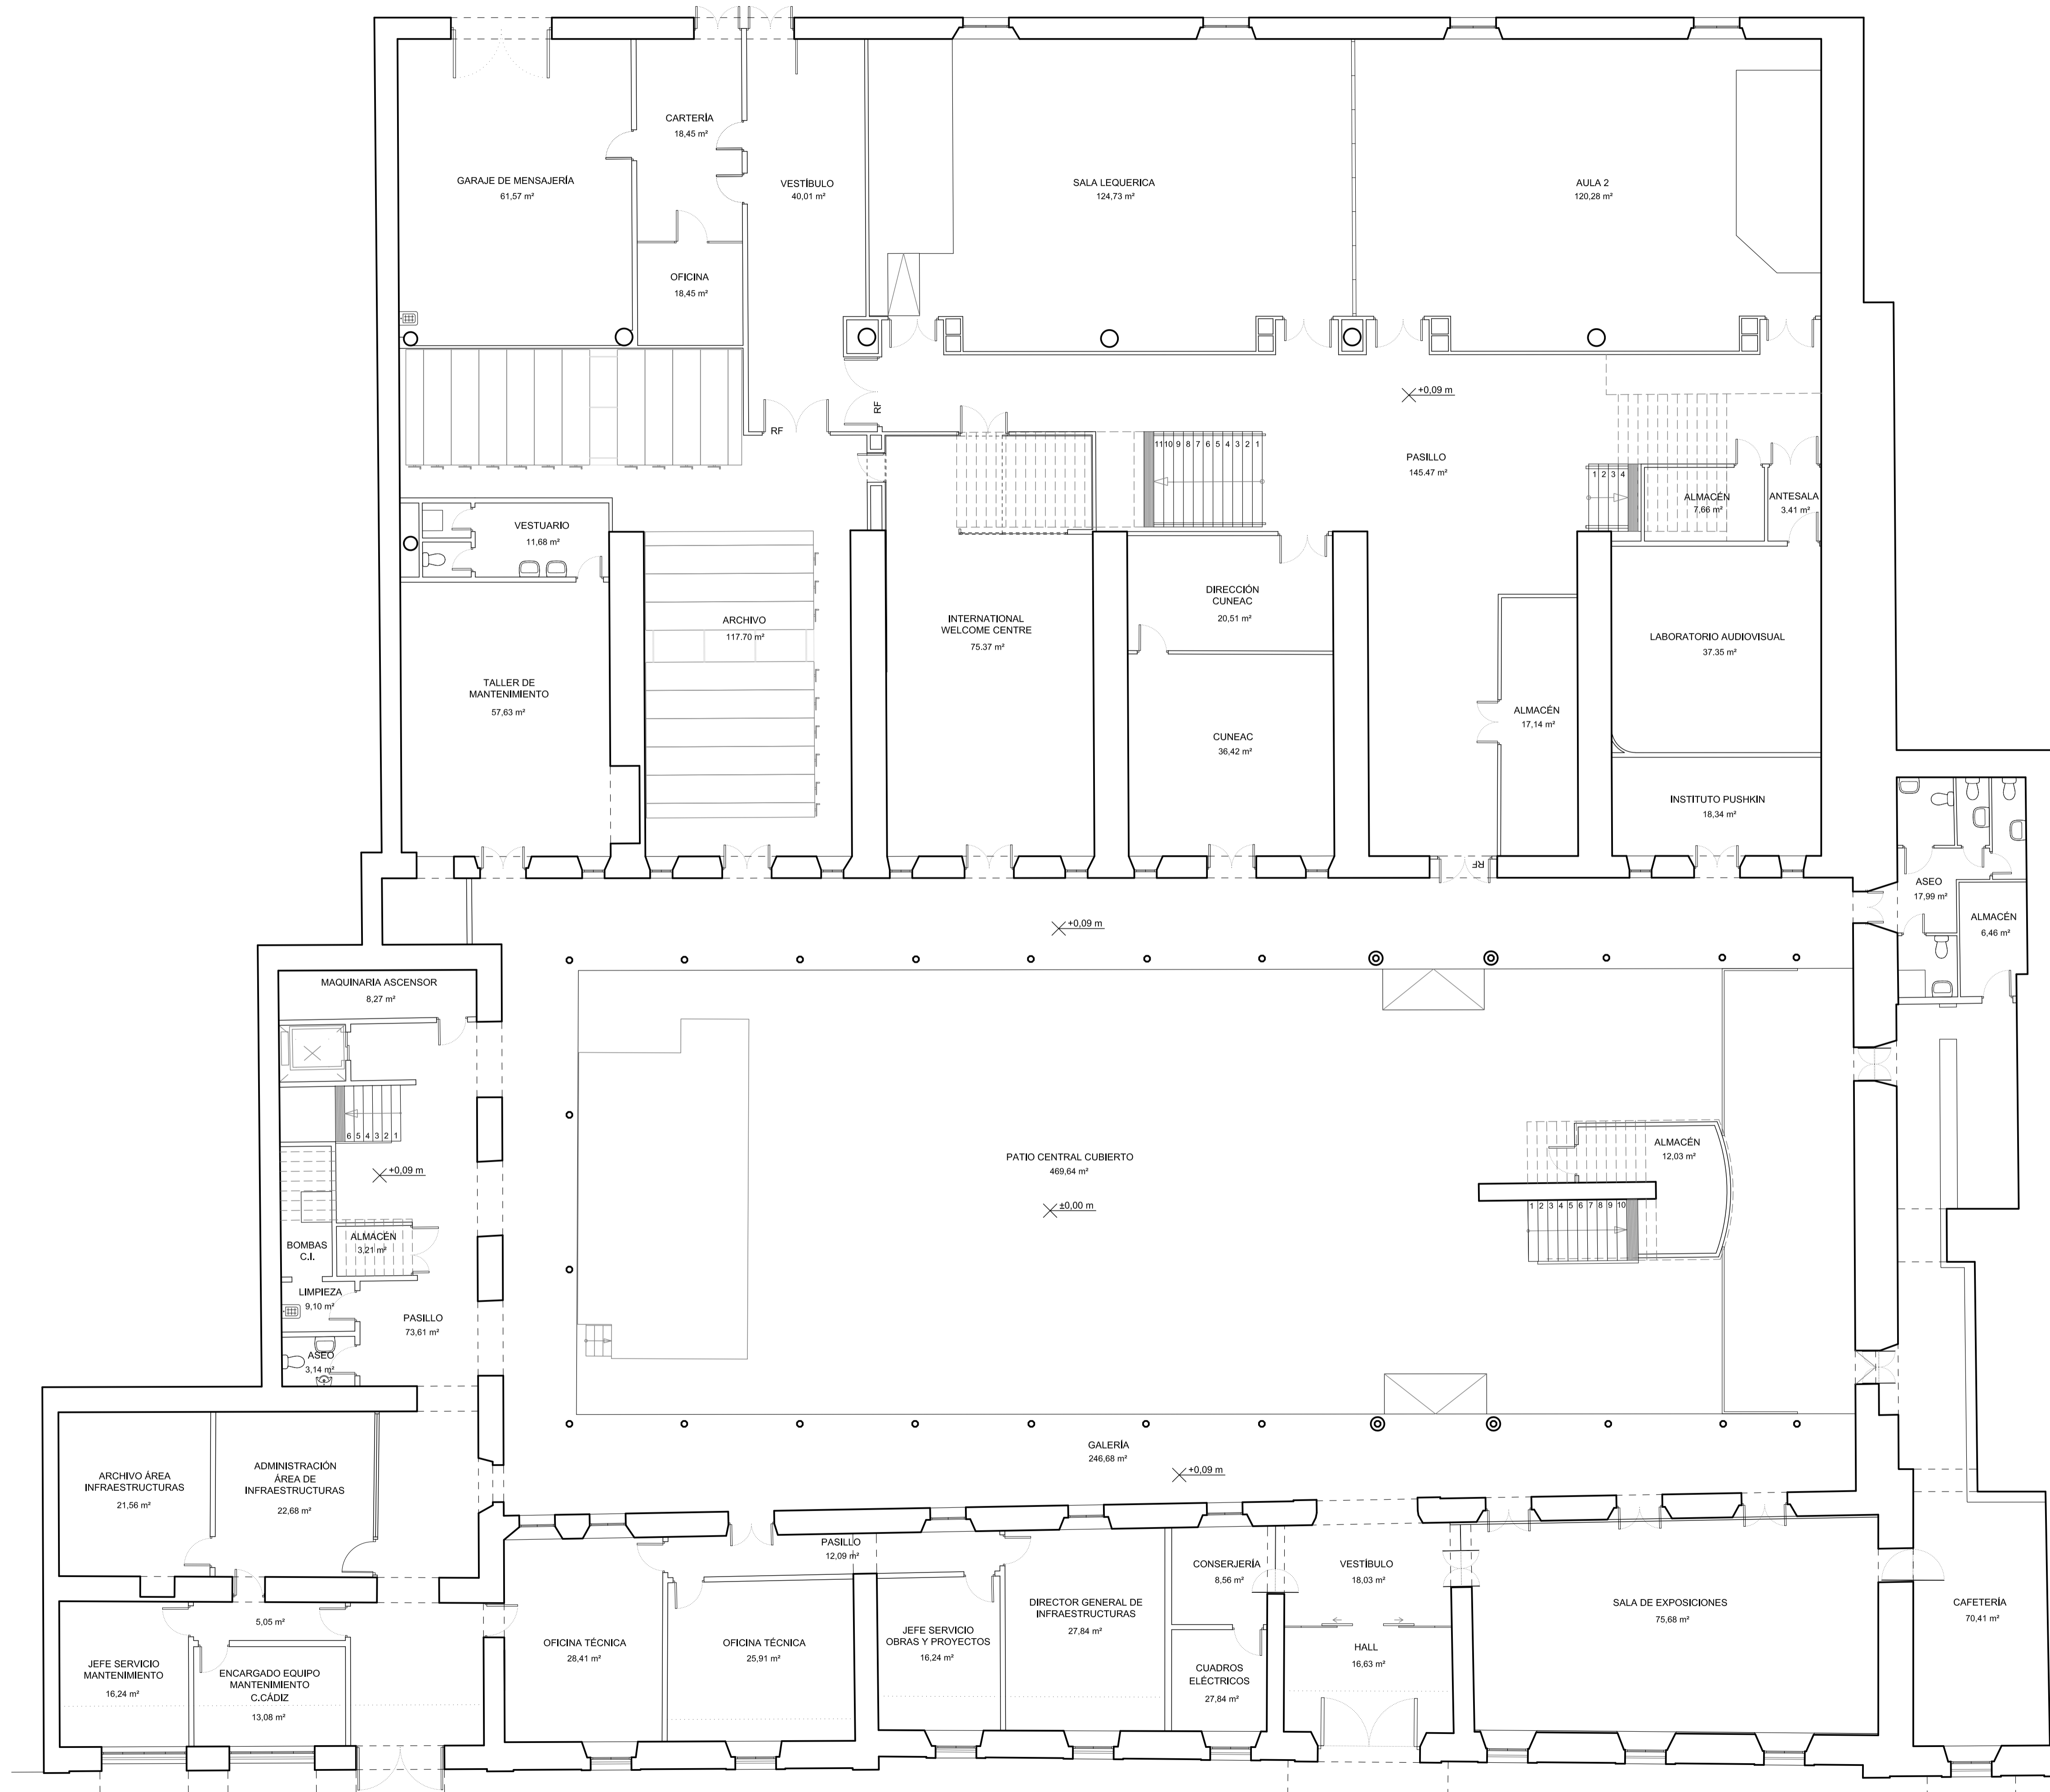 CARTERÍA
18,45 m²
GARAJE DE MENSAJERÍA
61,57 m²
VESTÍBULO
40,01 m²
SALA LEQUERICA
124,73 m²
AULA 2
120,28 m²
OFICINA
18,45 m²
+0,09 m
RF
RF
11 10 9 8 7 6 5 4 3 2 1
PASILLO
145.47 m²
1 2 3 4
ALMACÉN
7,66 m²
ANTESALA
3,41 m²
VESTUARIO
11,68 m²
ARCHIVO
117.70 m²
INTERNATIONAL
WELCOME CENTRE
75.37 m²
DIRECCIÓN
CUNEAC
20,51 m²
LABORATORIO AUDIOVISUAL
37.35 m²
TALLER DE
MANTENIMIENTO
57,63 m²
ALMACÉN
17,14 m²
CUNEAC
36,42 m²
INSTITUTO PUSHKIN
18,34 m²
RF
ASEO
17,99 m²
ALMACÉN
6,46 m²
+0,09 m
MAQUINARIA ASCENSOR
8,27 m²
6 5 4 3 2 1
+0,09 m
PATIO CENTRAL CUBIERTO
469,64 m²
±0,00 m
ALMACÉN
12,03 m²
1 2 3 4 5 6 7 8 9 10
BOMBAS
C.I.
ALMACÉN
3,21 m²
LIMPIEZA
9,10 m²
PASILLO
73,61 m²
ASEO
3,14 m²
GALERÍA
246,68 m²
+0,09 m
ARCHIVO ÁREA
INFRAESTRUCTURAS
21,56 m²
ADMINISTRACIÓN
ÁREA DE
INFRAESTRUCTURAS
22,68 m²
PASILLO
12,09 m²
CONSERJERÍA
8,56 m²
VESTÍBULO
18,03 m²
DIRECTOR GENERAL DE
INFRAESTRUCTURAS
27,84 m²
SALA DE EXPOSICIONES
75,68 m²
CAFETERÍA
70,41 m²
5,05 m²
JEFE SERVICIO
MANTENIMIENTO
16,24 m²
ENCARGADO EQUIPO
MANTENIMIENTO
C.CÁDIZ
13,08 m²
OFICINA TÉCNICA
28,41 m²
OFICINA TÉCNICA
25,91 m²
JEFE SERVICIO
OBRAS Y PROYECTOS
16,24 m²
CUADROS
ELÉCTRICOS
27,84 m²
HALL
16,63 m²